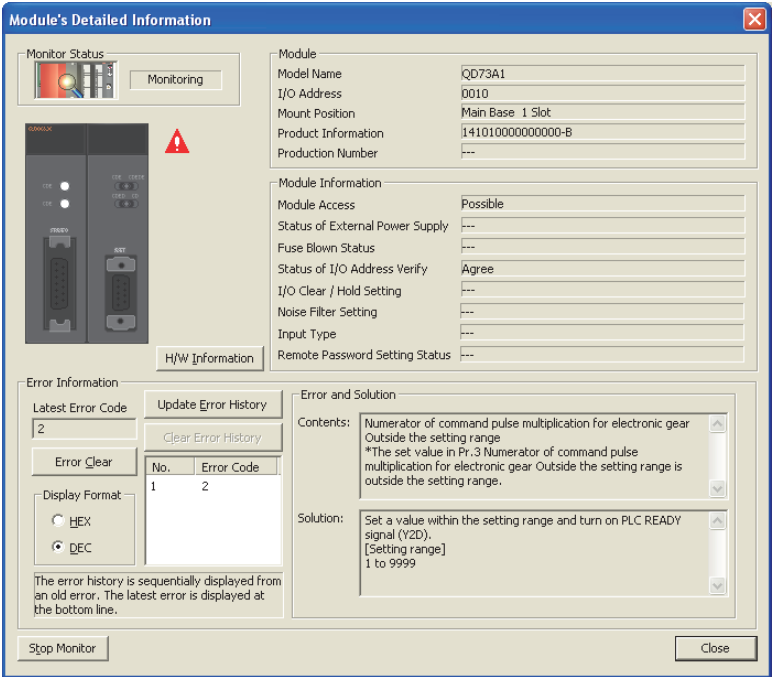 Module's Detailed Information
Monitor Status
Monitoring
Module
Model Name QD73A1
I/O Address 0010
Mount Position Main Base 1 Slot
Product Information 141010000000000-B
Production Number ---
Module Information
Module Access Possible
Status of External Power Supply ---
Fuse Blown Status ---
Status of I/O Address Verify Agree
I/O Clear / Hold Setting ---
Noise Filter Setting ---
Input Type ---
Remote Password Setting Status ---
H/W Information
Error Information
Latest Error Code
2
Error Clear
Display Format
HEX
DEC
Update Error History
Clear Error History
No. Error Code
1 2
The error history is sequentially displayed from
an old error. The latest error is displayed at
the bottom line.
Error and Solution
Contents:
Numerator of command pulse multiplication for electronic gear
Outside the setting range
*The set value in Pr.3 Numerator of command pulse
multiplication for electronic gear Outside the setting range is
outside the setting range.
Solution:
Set a value within the setting range and turn on PLC READY
signal (Y2D).
[Setting range]
1 to 9999
Stop Monitor
Close